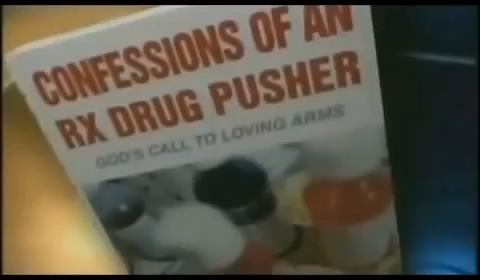 CONFESSIONS OF AN
RX DRUG PUSHER
GOD'S CALL TO LOVING ARMS